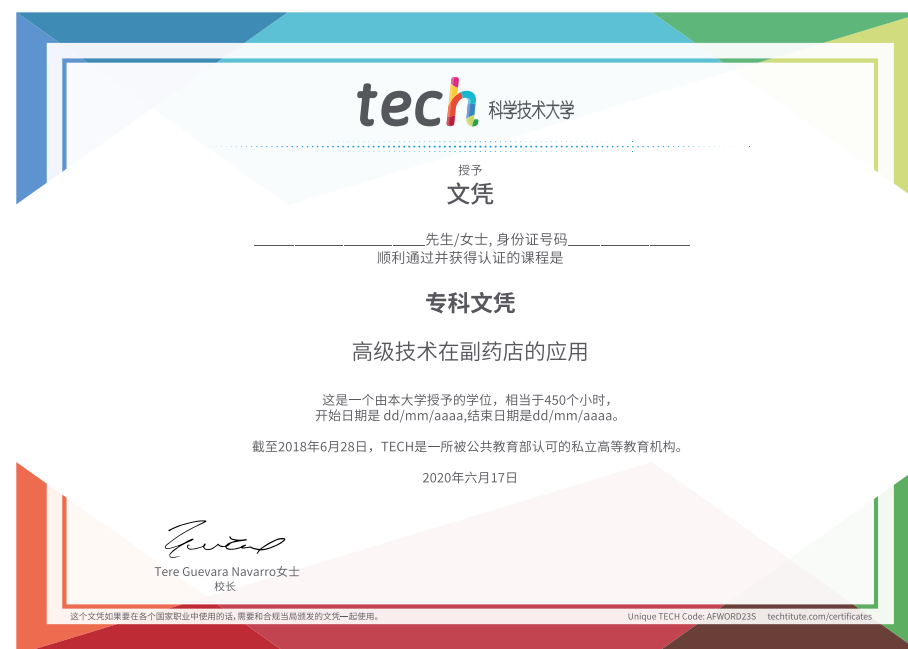 tech 科学技术大学
授予
文凭
先生/女士, 身份证号码
顺利通过并获得认证的课程是
专科文凭
高级技术在副药店的应用
这是一个由本大学授予的学位，相当于450个小时，
开始日期是 dd/mm/aaaa,结束日期是dd/mm/aaaa。
截至2018年6月28日，TECH是一所被公共教育部认可的私立高等教育机构。
2020年六月17日
Tere Guevara Navarro女士
校长
这个文凭如果要在各个国家职业中使用的话,需要和合规当局颁发的文凭一起使用。
Unique TECH Code: AFWORD23S techtitute.com/certificates